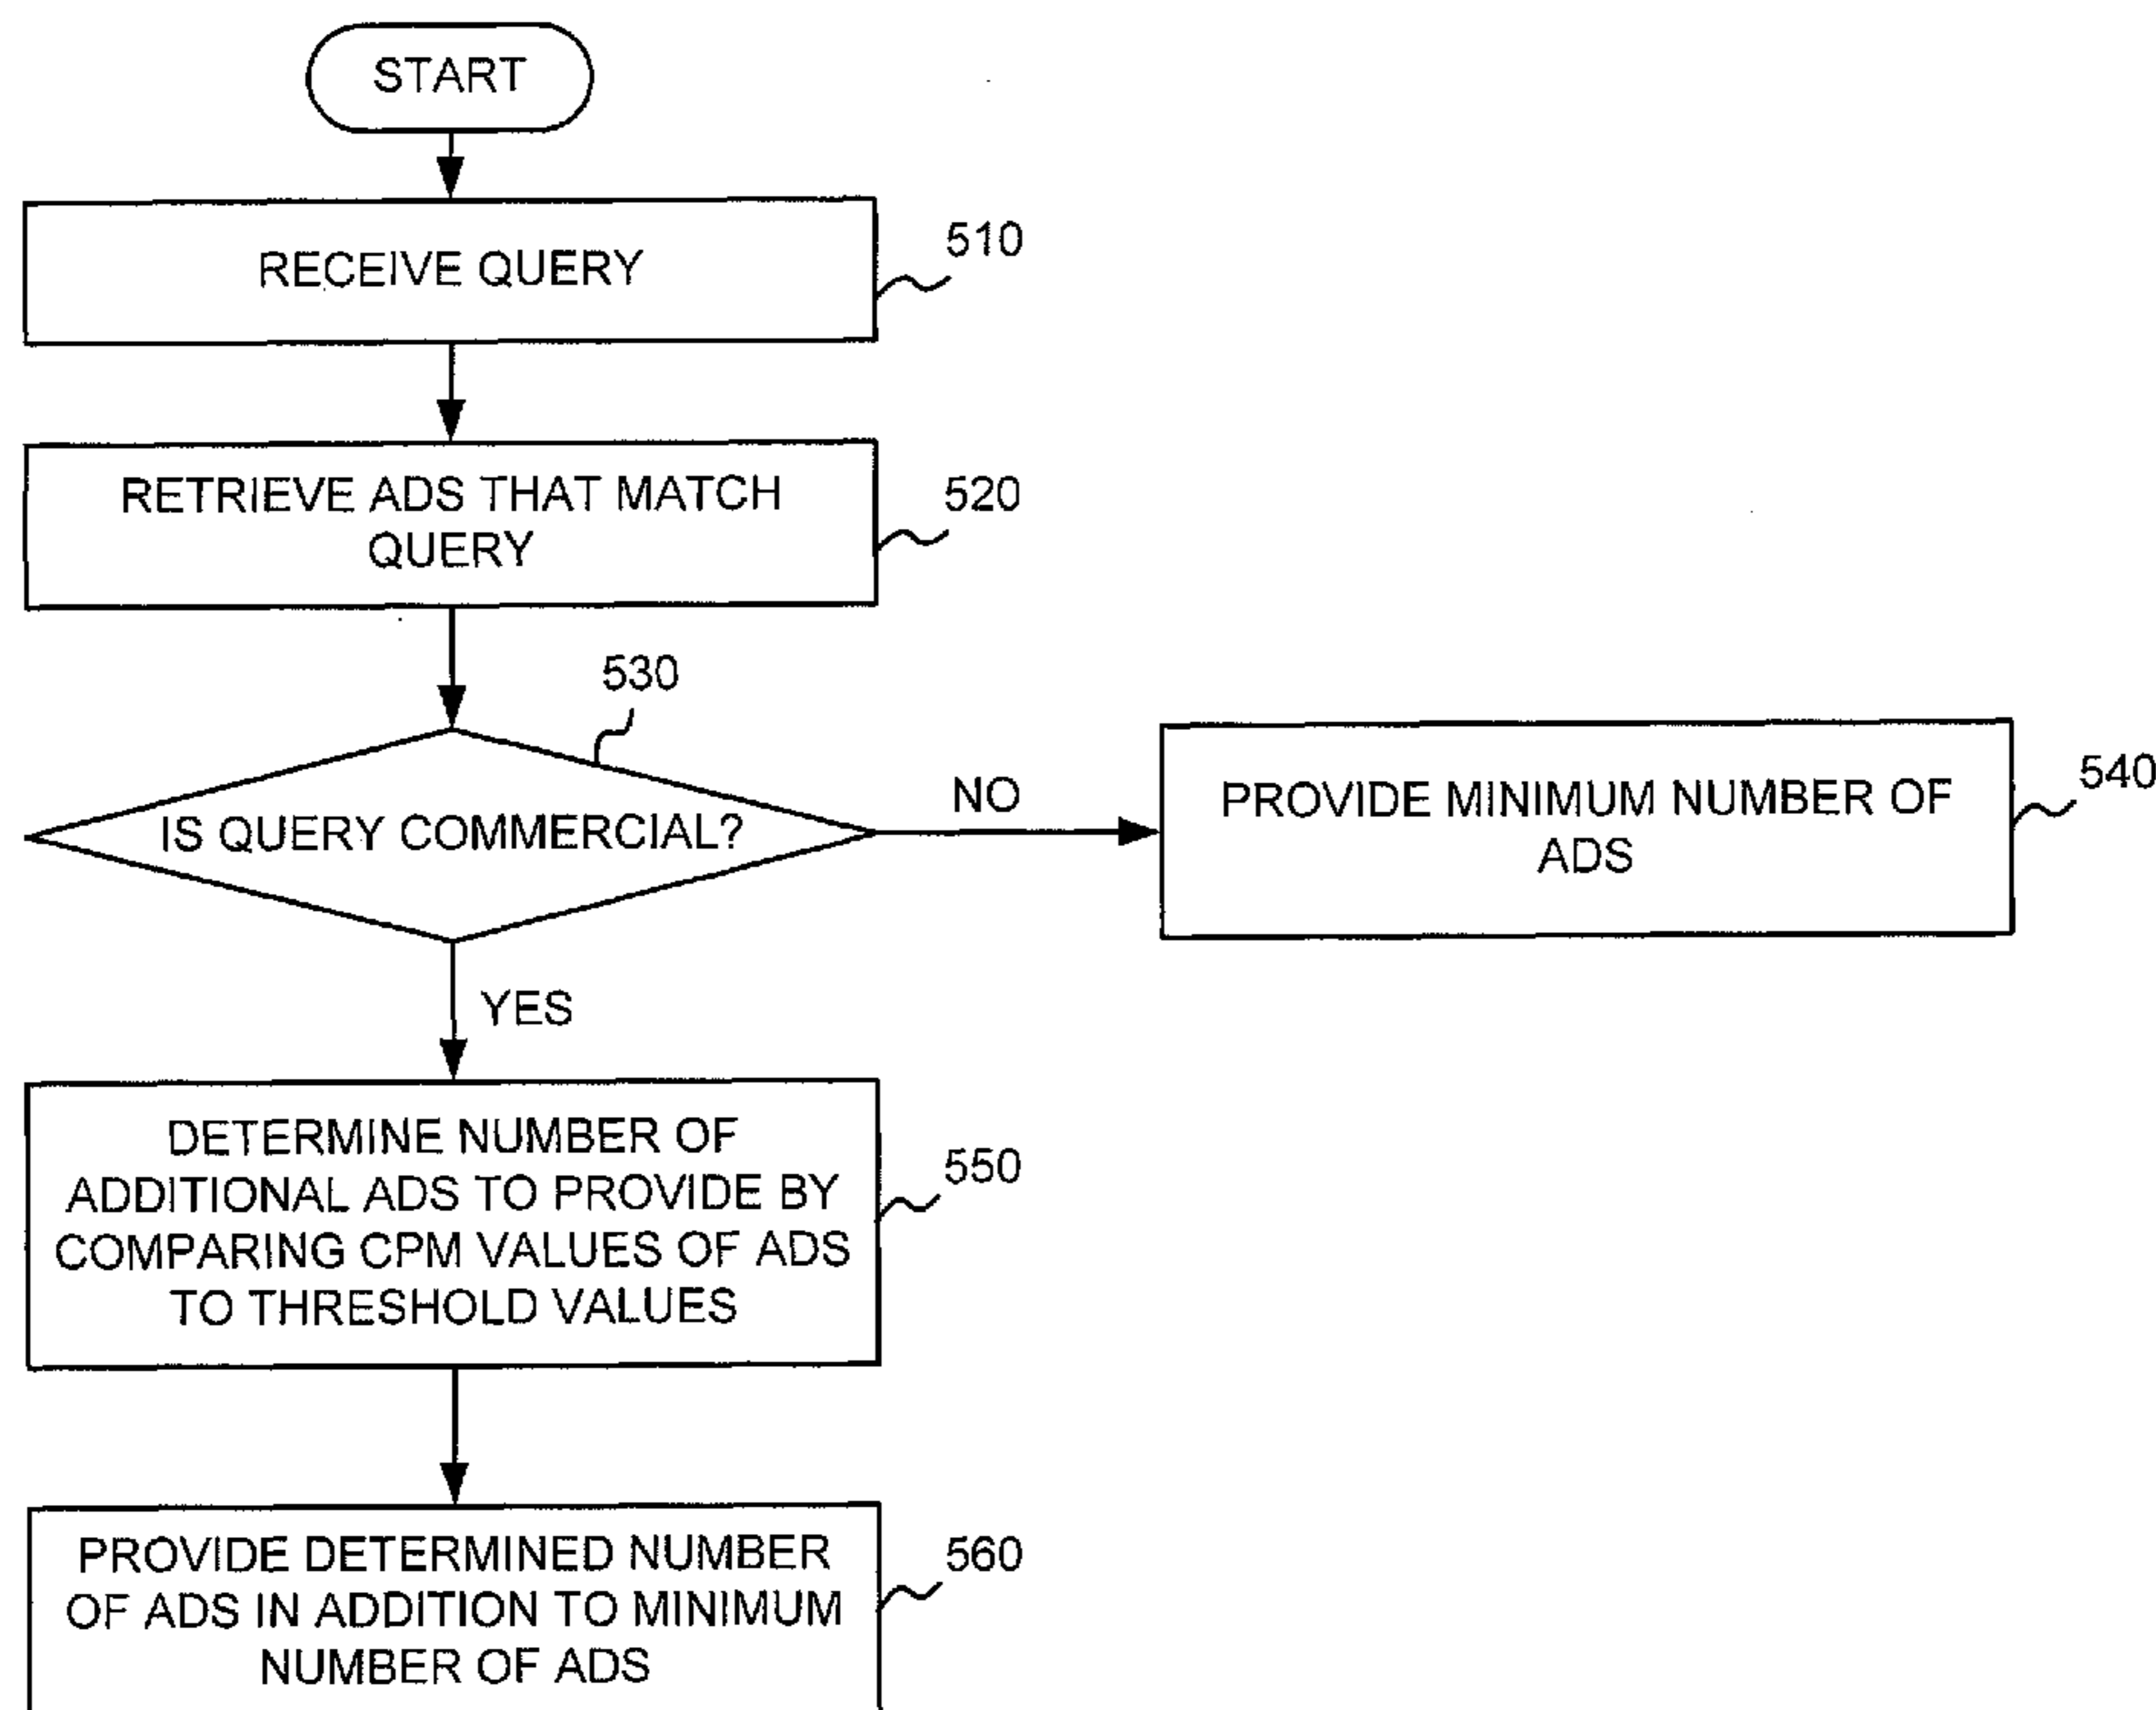 START
RECEIVE QUERY
510
RETRIEVE ADS THAT MATCH
QUERY
520
530
IS QUERY COMMERCIAL?
NO
PROVIDE MINIMUM NUMBER OF
ADS
540
YES
DETERMINE NUMBER OF
ADDITIONAL ADS TO PROVIDE BY
COMPARING CPM VALUES OF ADS
TO THRESHOLD VALUES
550
PROVIDE DETERMINED NUMBER
OF ADS IN ADDITION TO MINIMUM
NUMBER OF ADS
560